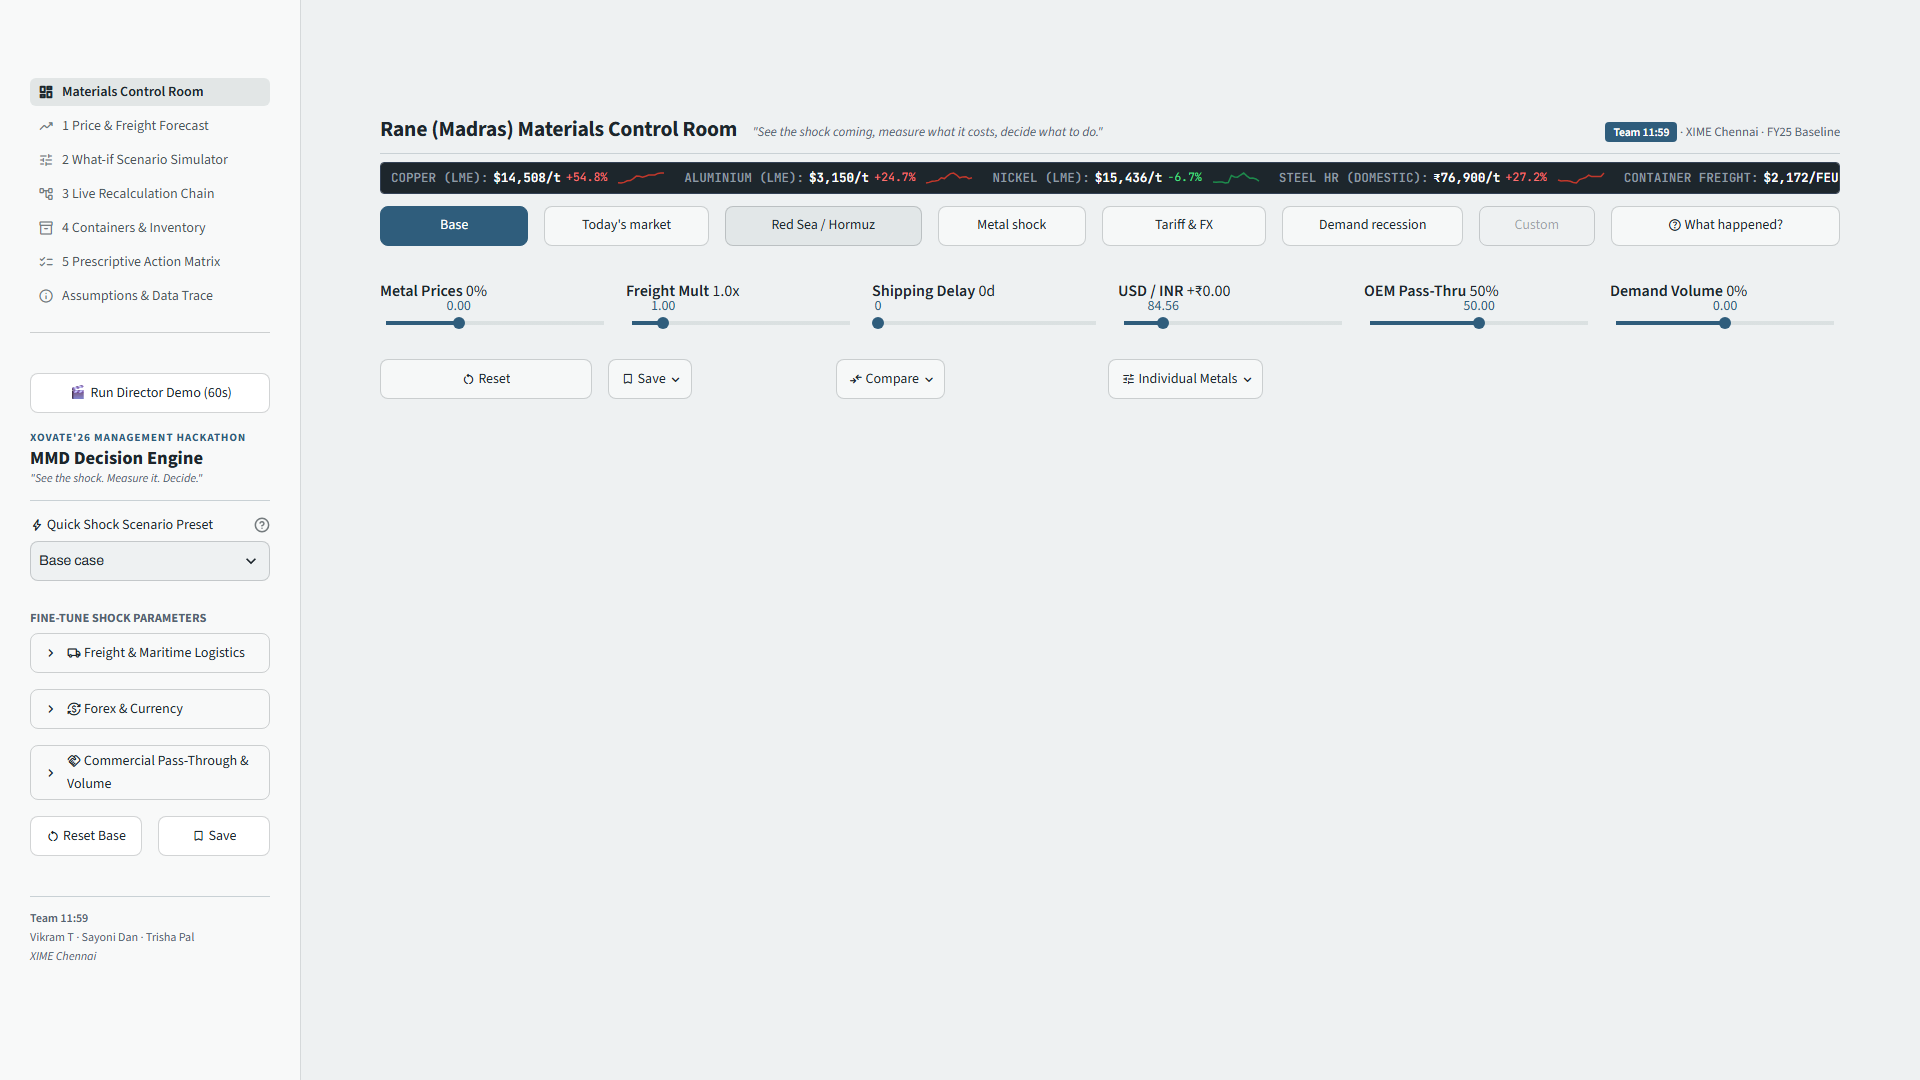 Materials Control Room
1 Price & Freight Forecast
2 What-if Scenario Simulator
3 Live Recalculation Chain
4 Containers & Inventory
5 Prescriptive Action Matrix
Assumptions & Data Trace
Run Director Demo (60s)
XOVATE'26 MANAGEMENT HACKATHON
MMD Decision Engine
"See the shock. Measure it. Decide."
Quick Shock Scenario Preset
Base case
FINE-TUNE SHOCK PARAMETERS
Freight & Maritime Logistics
Forex & Currency
Commercial Pass-Through &
Volume
Reset Base Save
Team 11:59
Vikram T · Sayoni Dan · Trisha Pal
XIME Chennai
Rane (Madras) Materials Control Room "See the shock coming, measure what it costs, decide what to do." Team 11:59 · XIME Chennai · FY25 Baseline
COPPER (LME): $14,508/t +54.8% ALUMINIUM (LME): $3,150/t +24.7% NICKEL (LME): $15,436/t -6.7% STEEL HR (DOMESTIC): ₹76,900/t +27.2% CONTAINER FREIGHT: $2,172/FEU
Base Today's market Red Sea / Hormuz Metal shock Tariff & FX Demand recession Custom What happened?
Metal Prices 0% Freight Mult 1.0x Shipping Delay 0d USD / INR +₹0.00 OEM Pass-Thru 50% Demand Volume 0%
0.00 1.00 0 84.56 50.00 0.00
Reset Save Compare Individual Metals